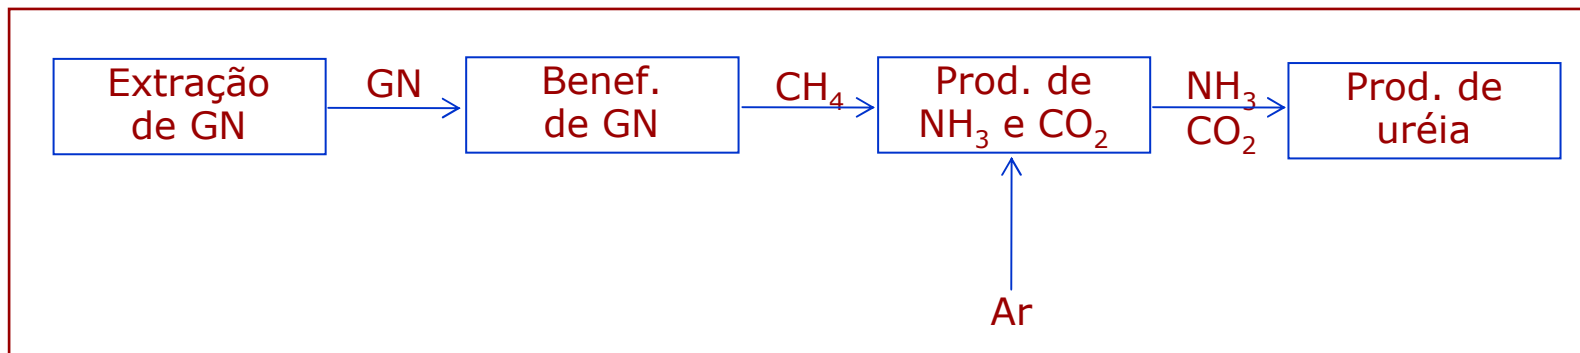 Extração
de GN
GN
Benef.
de GN
CH₄
Prod. de
NH₃ e CO₂
NH₃
CO₂
Prod. de
uréia
Ar